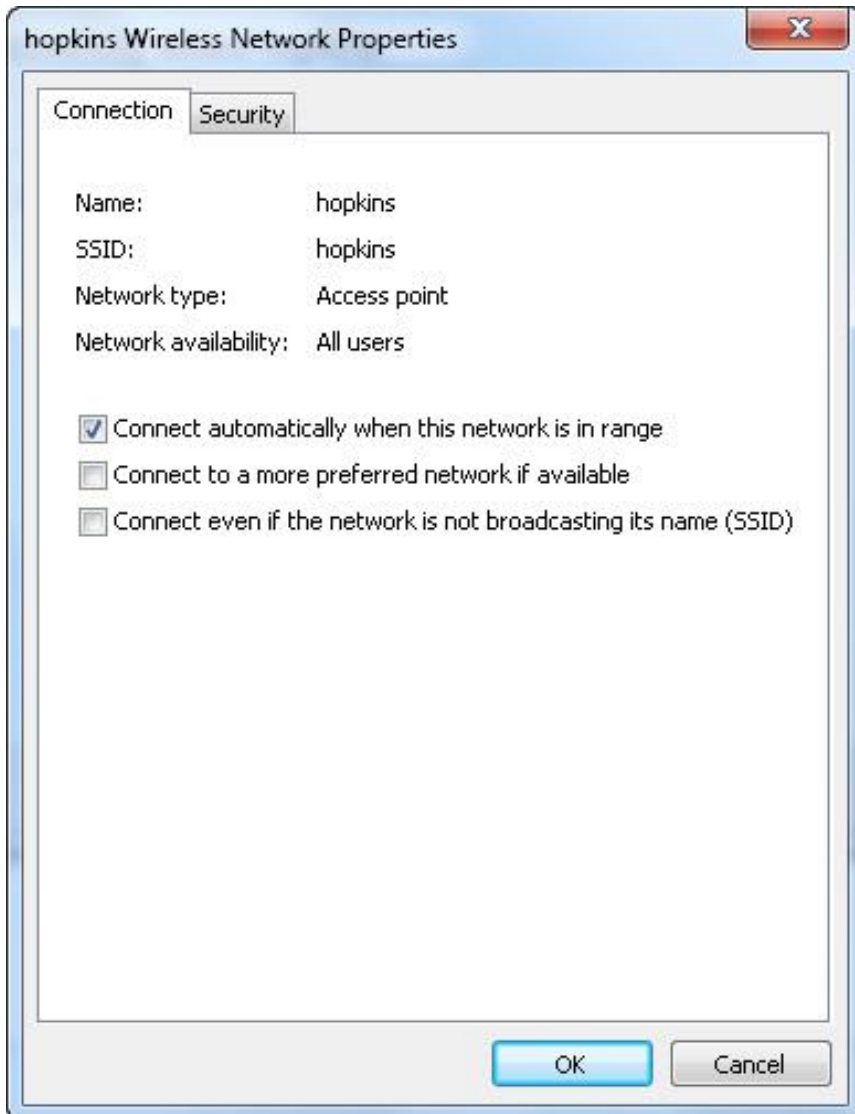 hopkins Wireless Network Properties
Connection Security
Name: hopkins
SSID: hopkins
Network type: Access point
Network availability: All users
Connect automatically when this network is in range
Connect to a more preferred network if available
Connect even if the network is not broadcasting its name (SSID)
OK Cancel